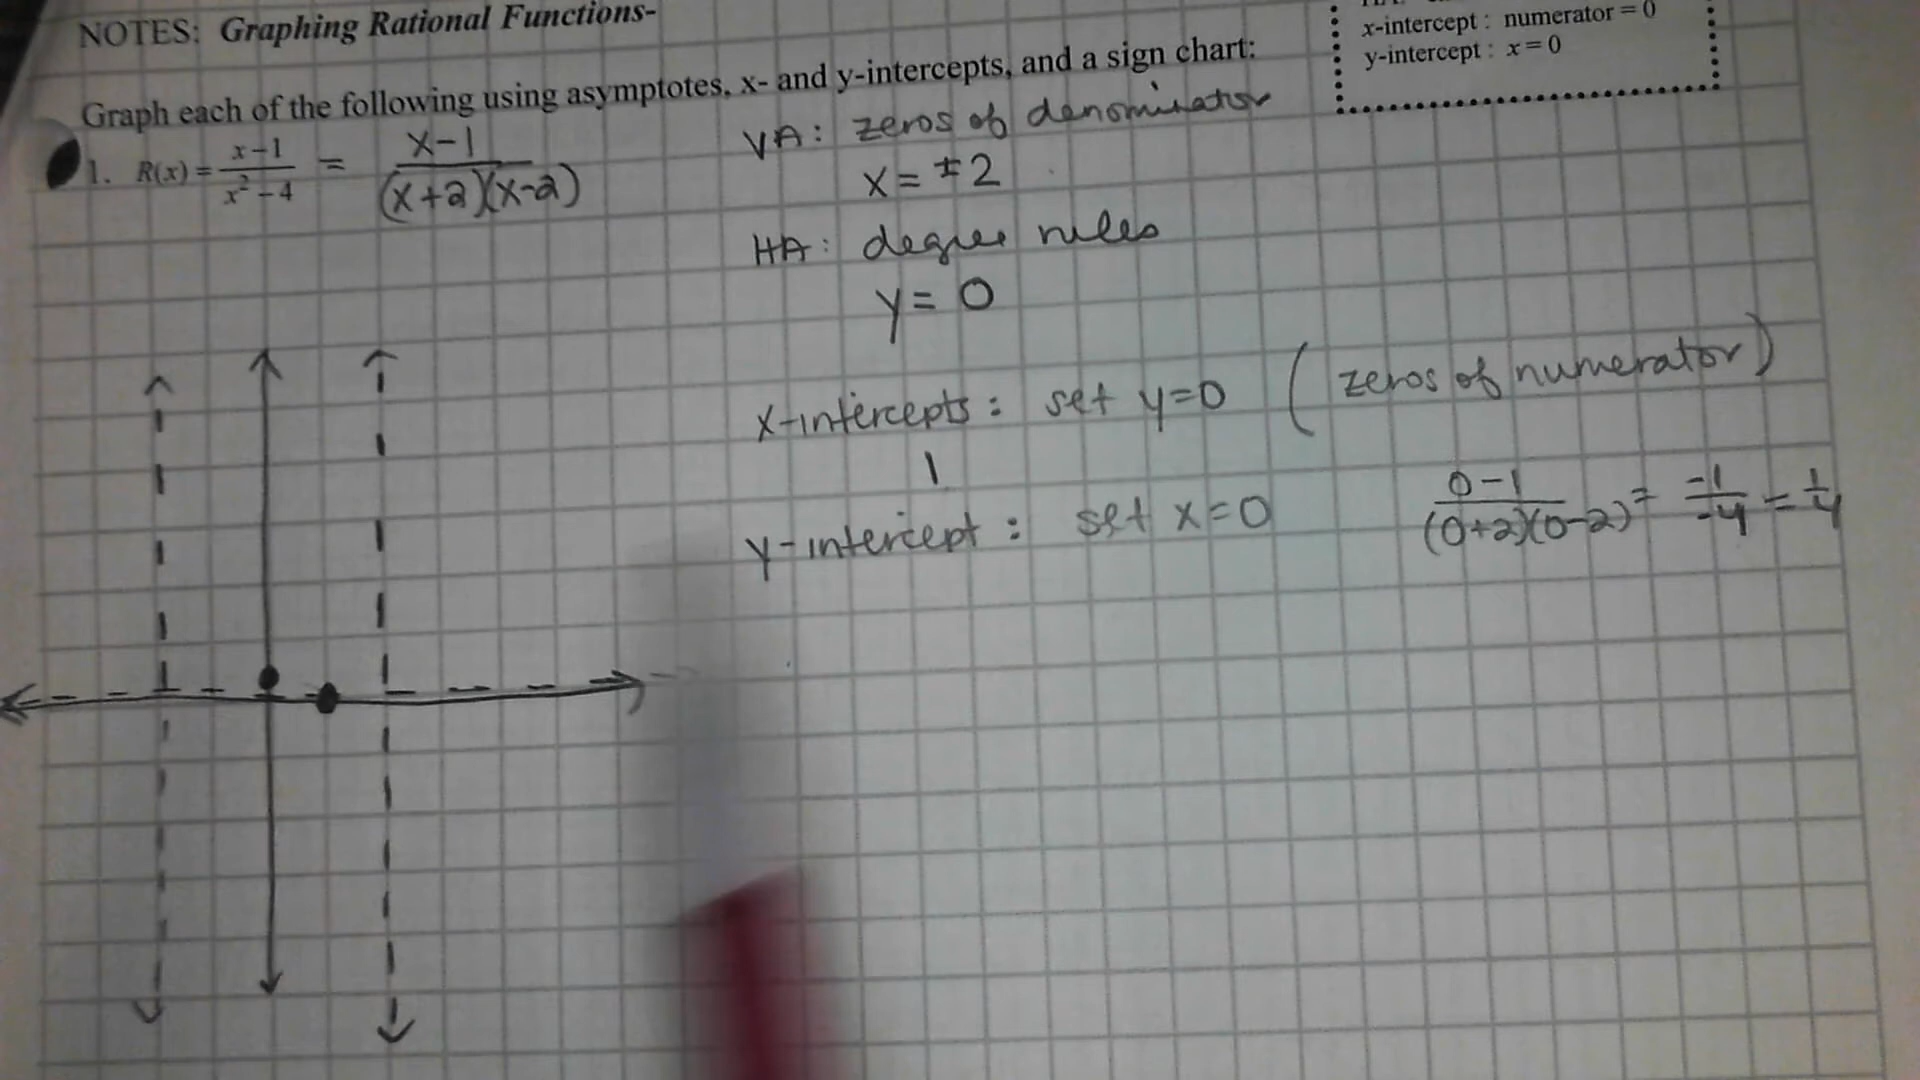 NOTES: Graphing Rational Functions-
x-intercept : numerator = 0
y-intercept : x = 0
Graph each of the following using asymptotes, x- and y-intercepts, and a sign chart:
1. R(x) = x-1 / x² - 4 = x-1 / (x+2)(x-2)
VA: zeros of denominator
x = ±2
HA: degree rules
y = 0
x-intercepts: set y=0 (zeros of numerator)
1
y-intercept: set x=0
0-1 / (0+2)(0-2) = -1/-4 = 1/4